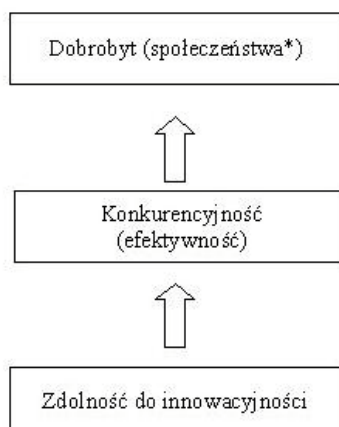 Dobrobyt (społeczeństwa*)
Konkurencyjność
(efektywność)
Zdolność do innowacyjności